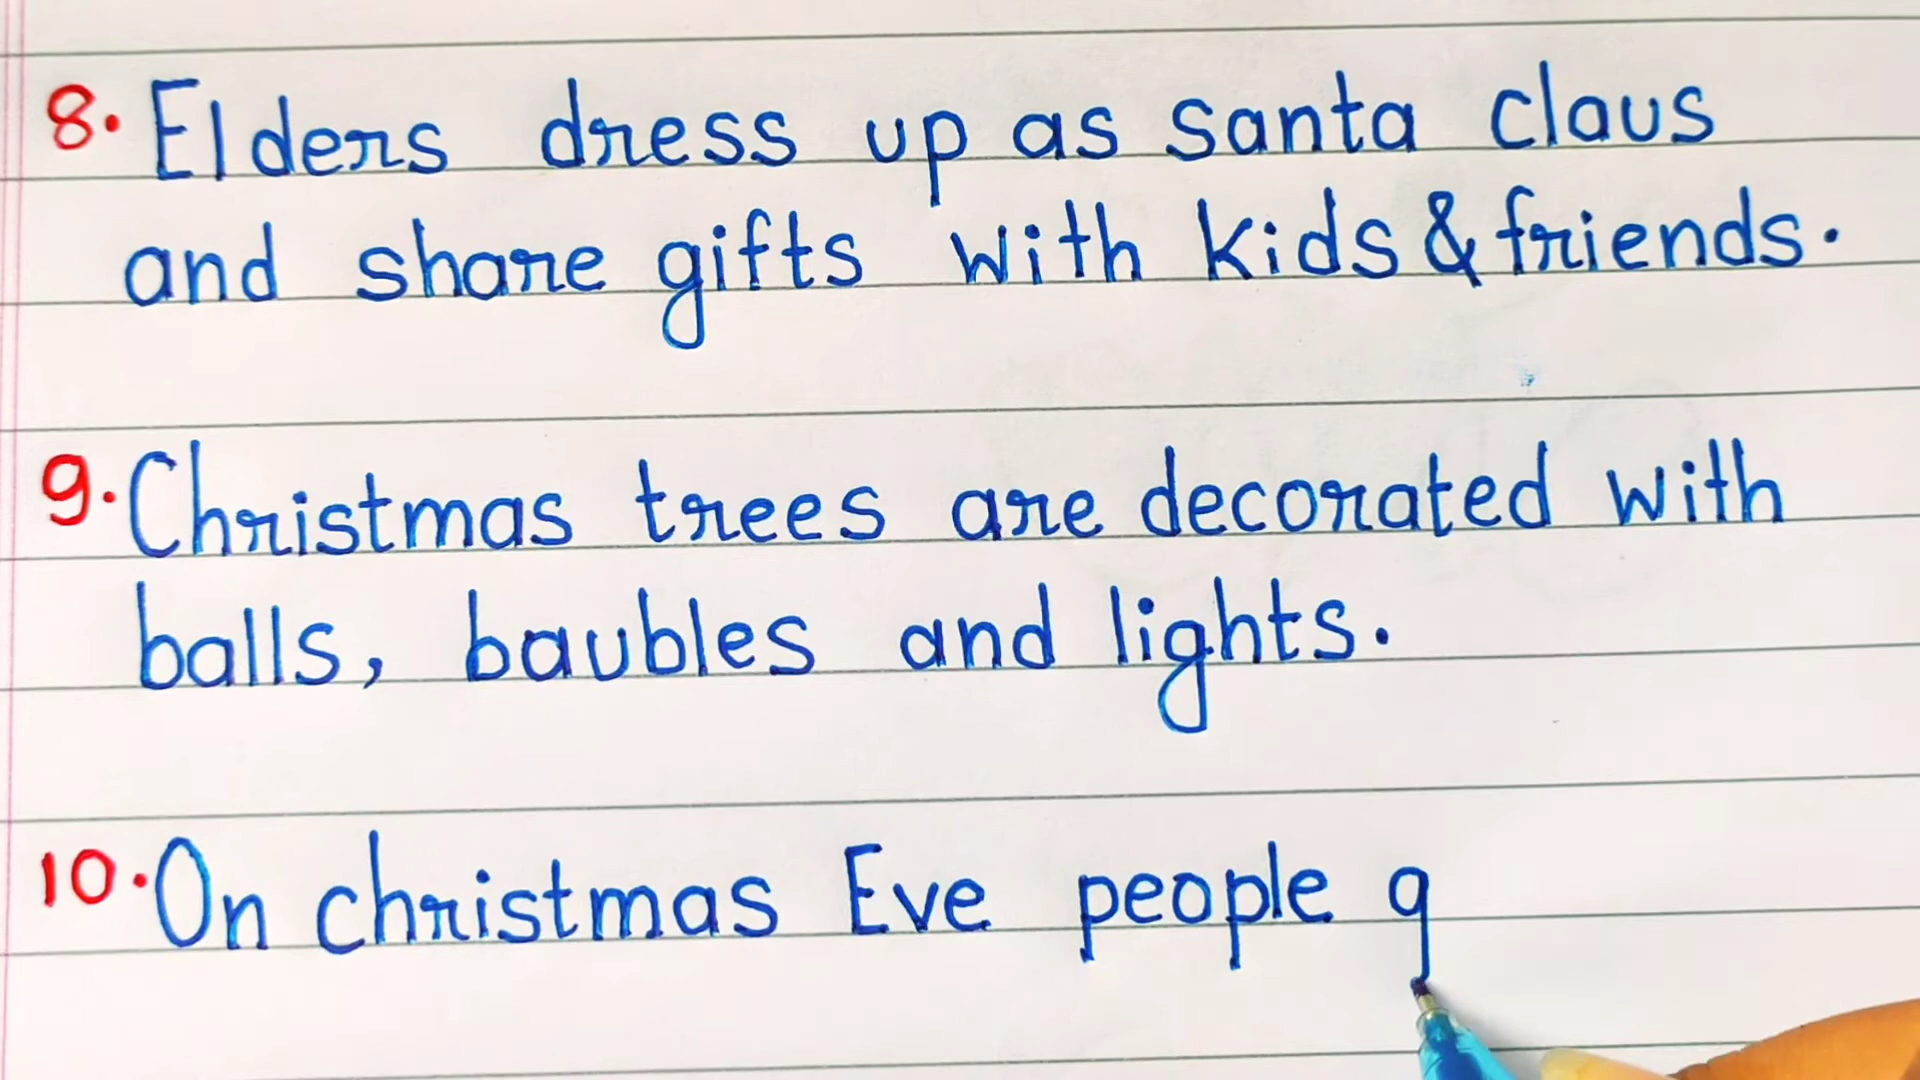 8. Elders dress up as santa claus
and share gifts with kids & friends.
9. Christmas trees are decorated with
balls, baubles and lights.
10. On christmas Eve people g